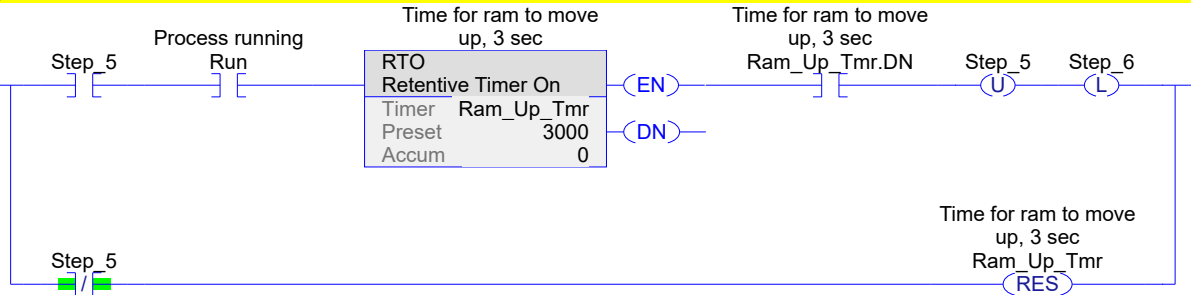 Time for ram to move
up, 3 sec
Time for ram to move
up, 3 sec
Process running
Step_5
Run
Ram_Up_Tmr.DN
Step_5
Step_6
RTO
Retentive Timer On
EN
U
L
Timer Ram_Up_Tmr
Preset 3000
DN
Accum 0
Time for ram to move
up, 3 sec
Step_5
Ram_Up_Tmr
/
RES